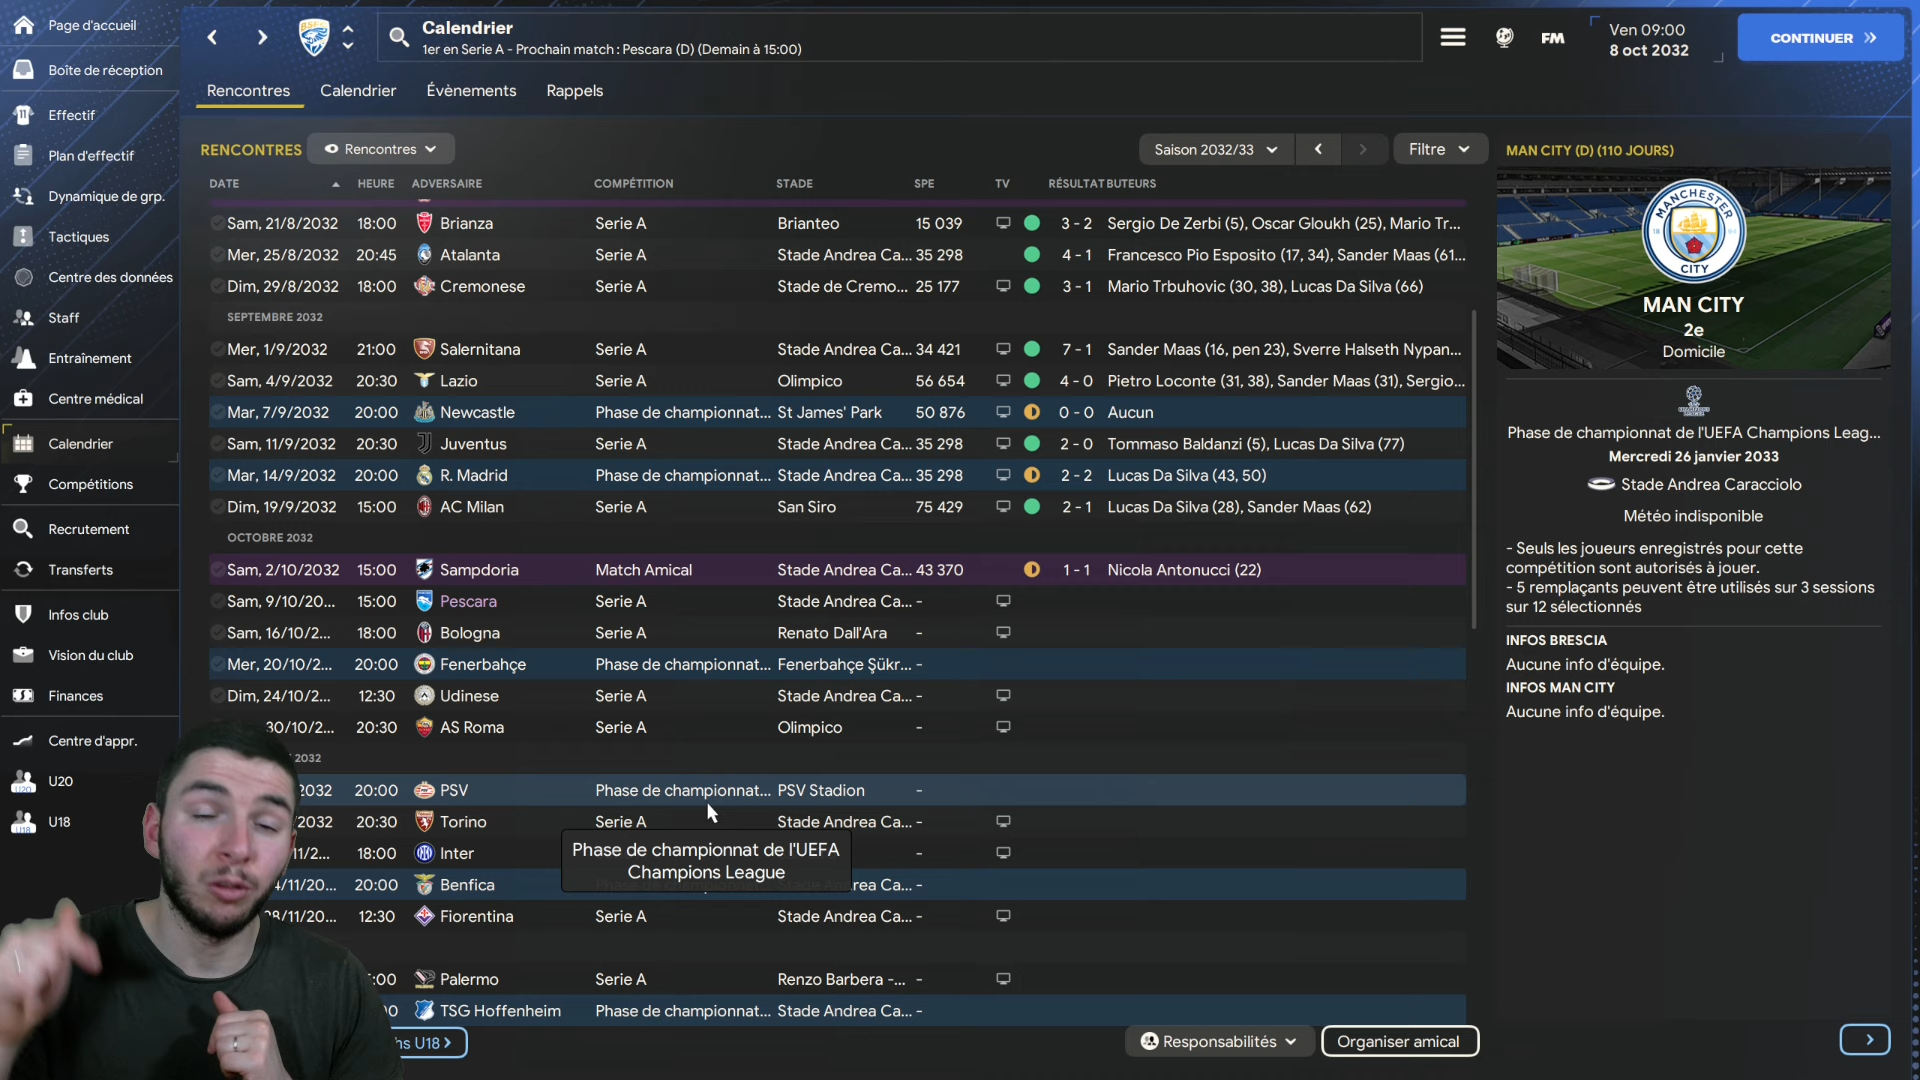 Page d'accueil
Boîte de réception
Effectif
Plan d'effectif
Dynamique de grp.
Tactiques
Centre des données
Staff
Entraînement
Centre médical
Calendrier
Compétitions
Recrutement
Transferts
Infos club
Vision du club
Finances
Centre d'appr.
U20
U18
Calendrier
1er en Serie A - Prochain match : Pescara (D) (Demain à 15:00)
FM
Ven 09:00
8 oct 2032
CONTINUER
Rencontres Calendrier Évènements Rappels
RENCONTRES Rencontres Saison 2032/33 Filtre
DATE HEURE ADVERSAIRE COMPÉTITION STADE SPE TV RÉSULTAT BUTEURS
Sam, 21/8/2032 18:00 Brianza Serie A Brianteo 15 039 3 - 2 Sergio De Zerbi (5), Oscar Gloukh (25), Mario Tr...
Mer, 25/8/2032 20:45 Atalanta Serie A Stade Andrea Ca... 35 298 4 - 1 Francesco Pio Esposito (17, 34), Sander Maas (61...
Dim, 29/8/2032 18:00 Cremonese Serie A Stade de Cremo... 25 177 3 - 1 Mario Trbuhovic (30, 38), Lucas Da Silva (66)
SEPTEMBRE 2032
Mer, 1/9/2032 21:00 Salernitana Serie A Stade Andrea Ca... 34 421 7 - 1 Sander Maas (16, pen 23), Sverre Halseth Nypan...
Sam, 4/9/2032 20:30 Lazio Serie A Olimpico 56 654 4 - 0 Pietro Loconte (31, 38), Sander Maas (31), Sergio...
Mar, 7/9/2032 20:00 Newcastle Phase de championnat... St James' Park 50 876 0 - 0 Aucun
Sam, 11/9/2032 20:30 Juventus Serie A Stade Andrea Ca... 35 298 2 - 0 Tommaso Baldanzi (5), Lucas Da Silva (77)
Mar, 14/9/2032 20:00 R. Madrid Phase de championnat... Stade Andrea Ca... 35 298 2 - 2 Lucas Da Silva (43, 50)
Dim, 19/9/2032 15:00 AC Milan Serie A San Siro 75 429 2 - 1 Lucas Da Silva (28), Sander Maas (62)
OCTOBRE 2032
Sam, 2/10/2032 15:00 Sampdoria Match Amical Stade Andrea Ca... 43 370 1 - 1 Nicola Antonucci (22)
Sam, 9/10/20... 15:00 Pescara Serie A Stade Andrea Ca... -
Sam, 16/10/2... 18:00 Bologna Serie A Renato Dall'Ara -
Mer, 20/10/2... 20:00 Fenerbahçe Phase de championnat... Fenerbahçe Şükr... -
Dim, 24/10/2... 12:30 Udinese Serie A Stade Andrea Ca... -
30/10/2... 20:30 AS Roma Serie A Olimpico -
2032
2032 20:00 PSV Phase de championnat... PSV Stadion -
/2032 20:30 Torino Serie A Stade Andrea Ca... -
11/2... 18:00 Inter -
Phase de championnat de l'UEFA
Champions League
4/11/20... 20:00 Benfica rea Ca... -
28/11/20... 12:30 Fiorentina Serie A Stade Andrea Ca... -
:00 Palermo Serie A Renzo Barbera -... -
TSG Hoffenheim Phase de championnat... Stade Andrea Ca... -
U18
Responsabilités
Organiser amical
MAN CITY (D) (110 JOURS)
MANCHESTER
18 94
CITY
MAN CITY
2e
Domicile
Phase de championnat de l'UEFA Champions Leag...
Mercredi 26 janvier 2033
Stade Andrea Caracciolo
Météo indisponible
- Seuls les joueurs enregistrés pour cette
compétition sont autorisés à jouer.
- 5 remplaçants peuvent être utilisés sur 3 sessions
sur 12 sélectionnés
INFOS BRESCIA
Aucune info d'équipe.
INFOS MAN CITY
Aucune info d'équipe.